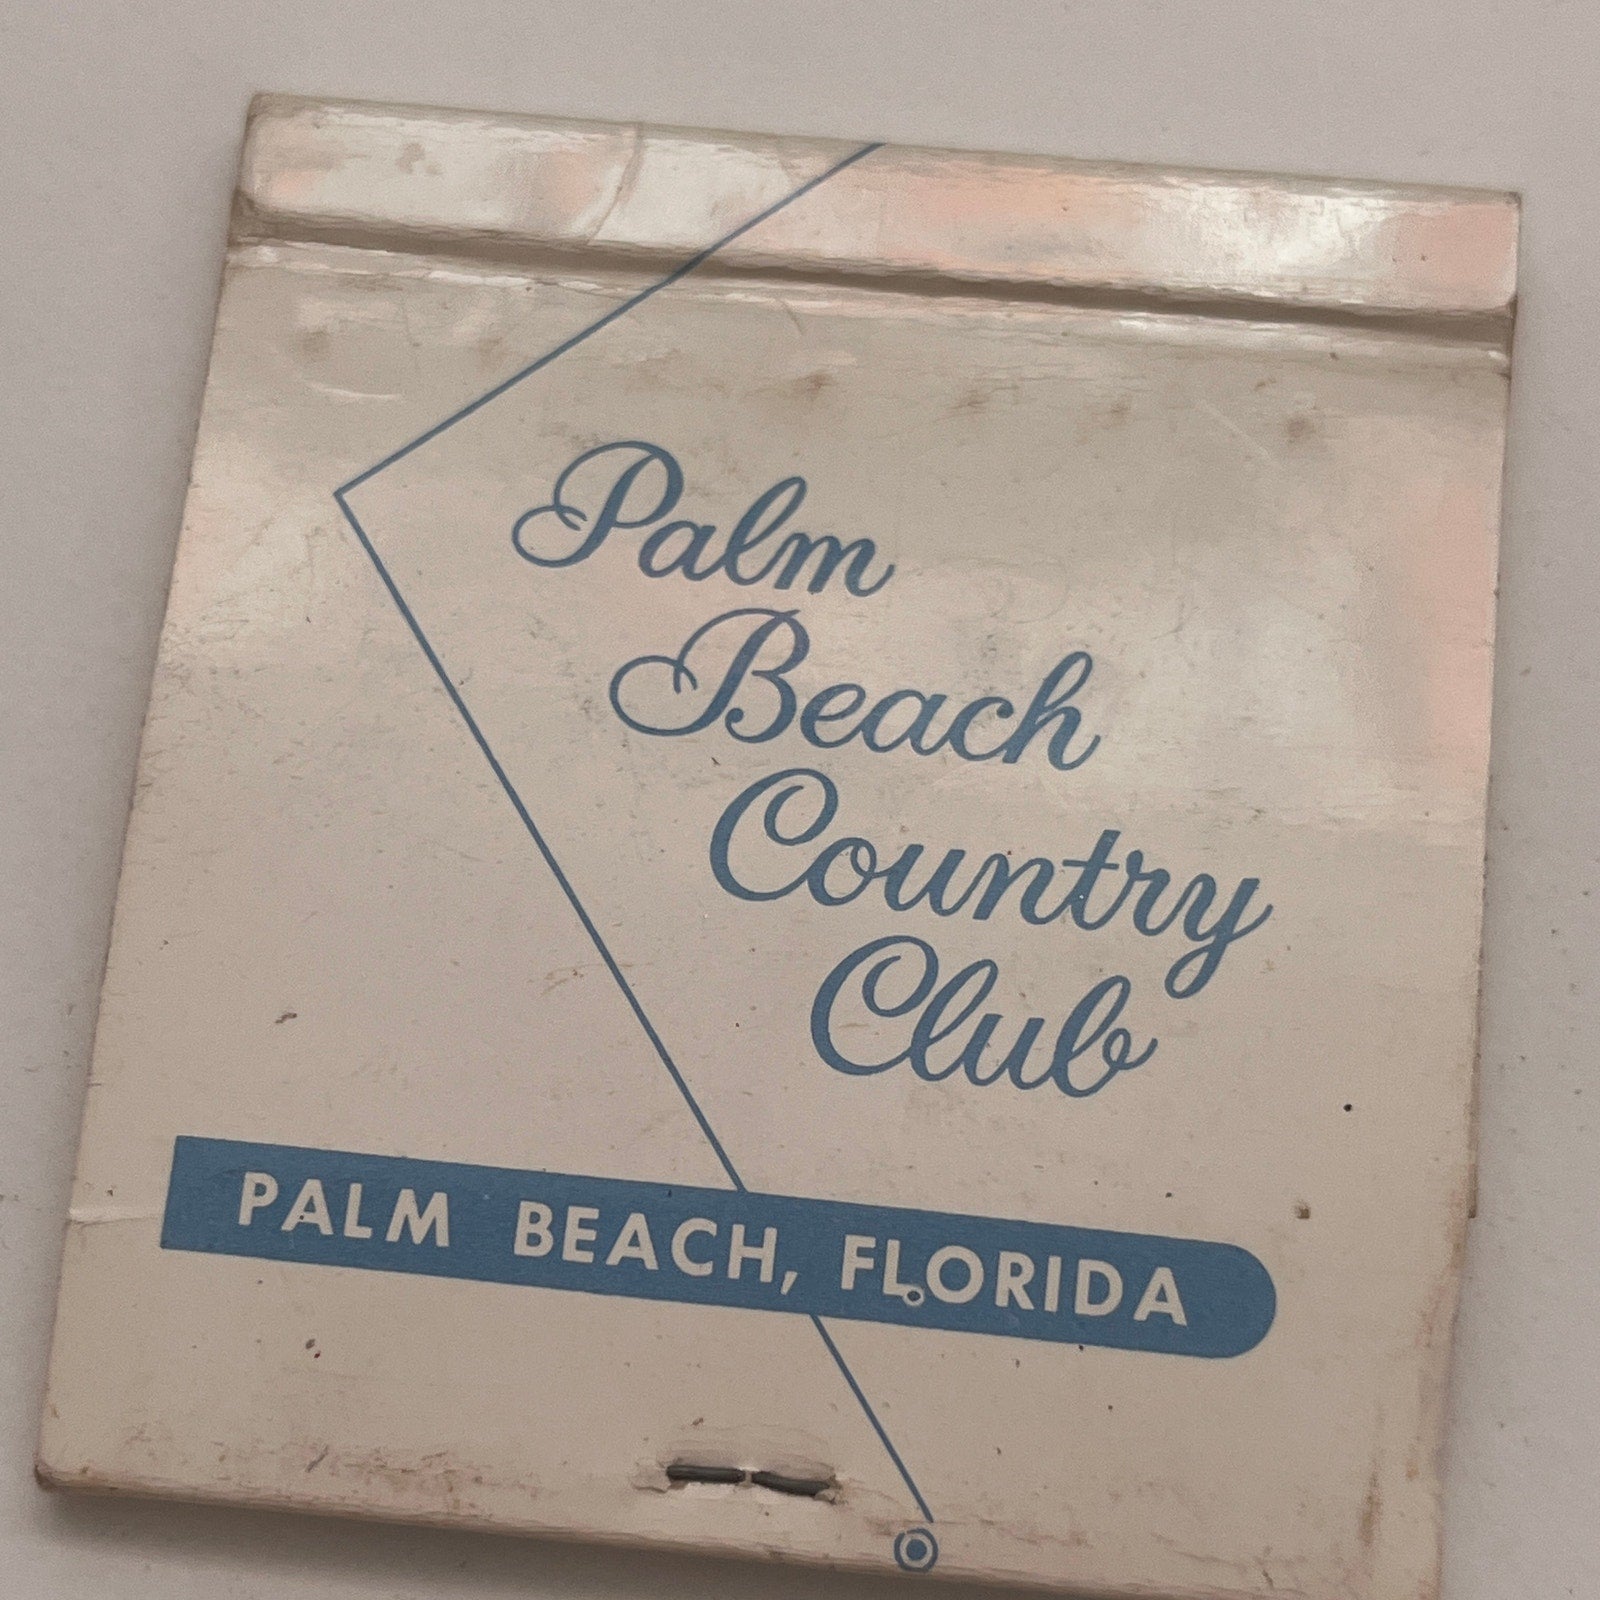 Palm
Beach
Country
Club
PALM BEACH, FLORIDA